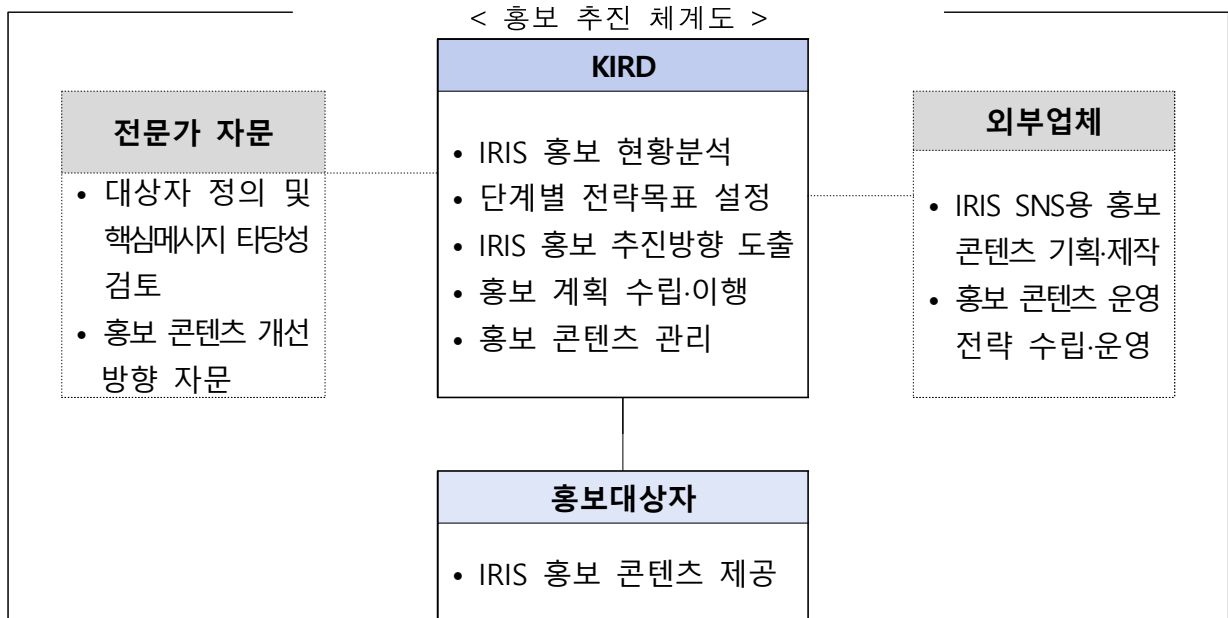 < 홍보 추진 체계도 >
KIRD
• IRIS 홍보 현황분석
• 단계별 전략목표 설정
• IRIS 홍보 추진방향 도출
• 홍보 계획 수립·이행
• 홍보 콘텐츠 관리
전문가 자문
• 대상자 정의 및
핵심메시지 타당성
검토
• 홍보 콘텐츠 개선
방향 자문
외부업체
• IRIS SNS용 홍보
콘텐츠 기획·제작
• 홍보 콘텐츠 운영
전략 수립·운영
홍보대상자
• IRIS 홍보 콘텐츠 제공